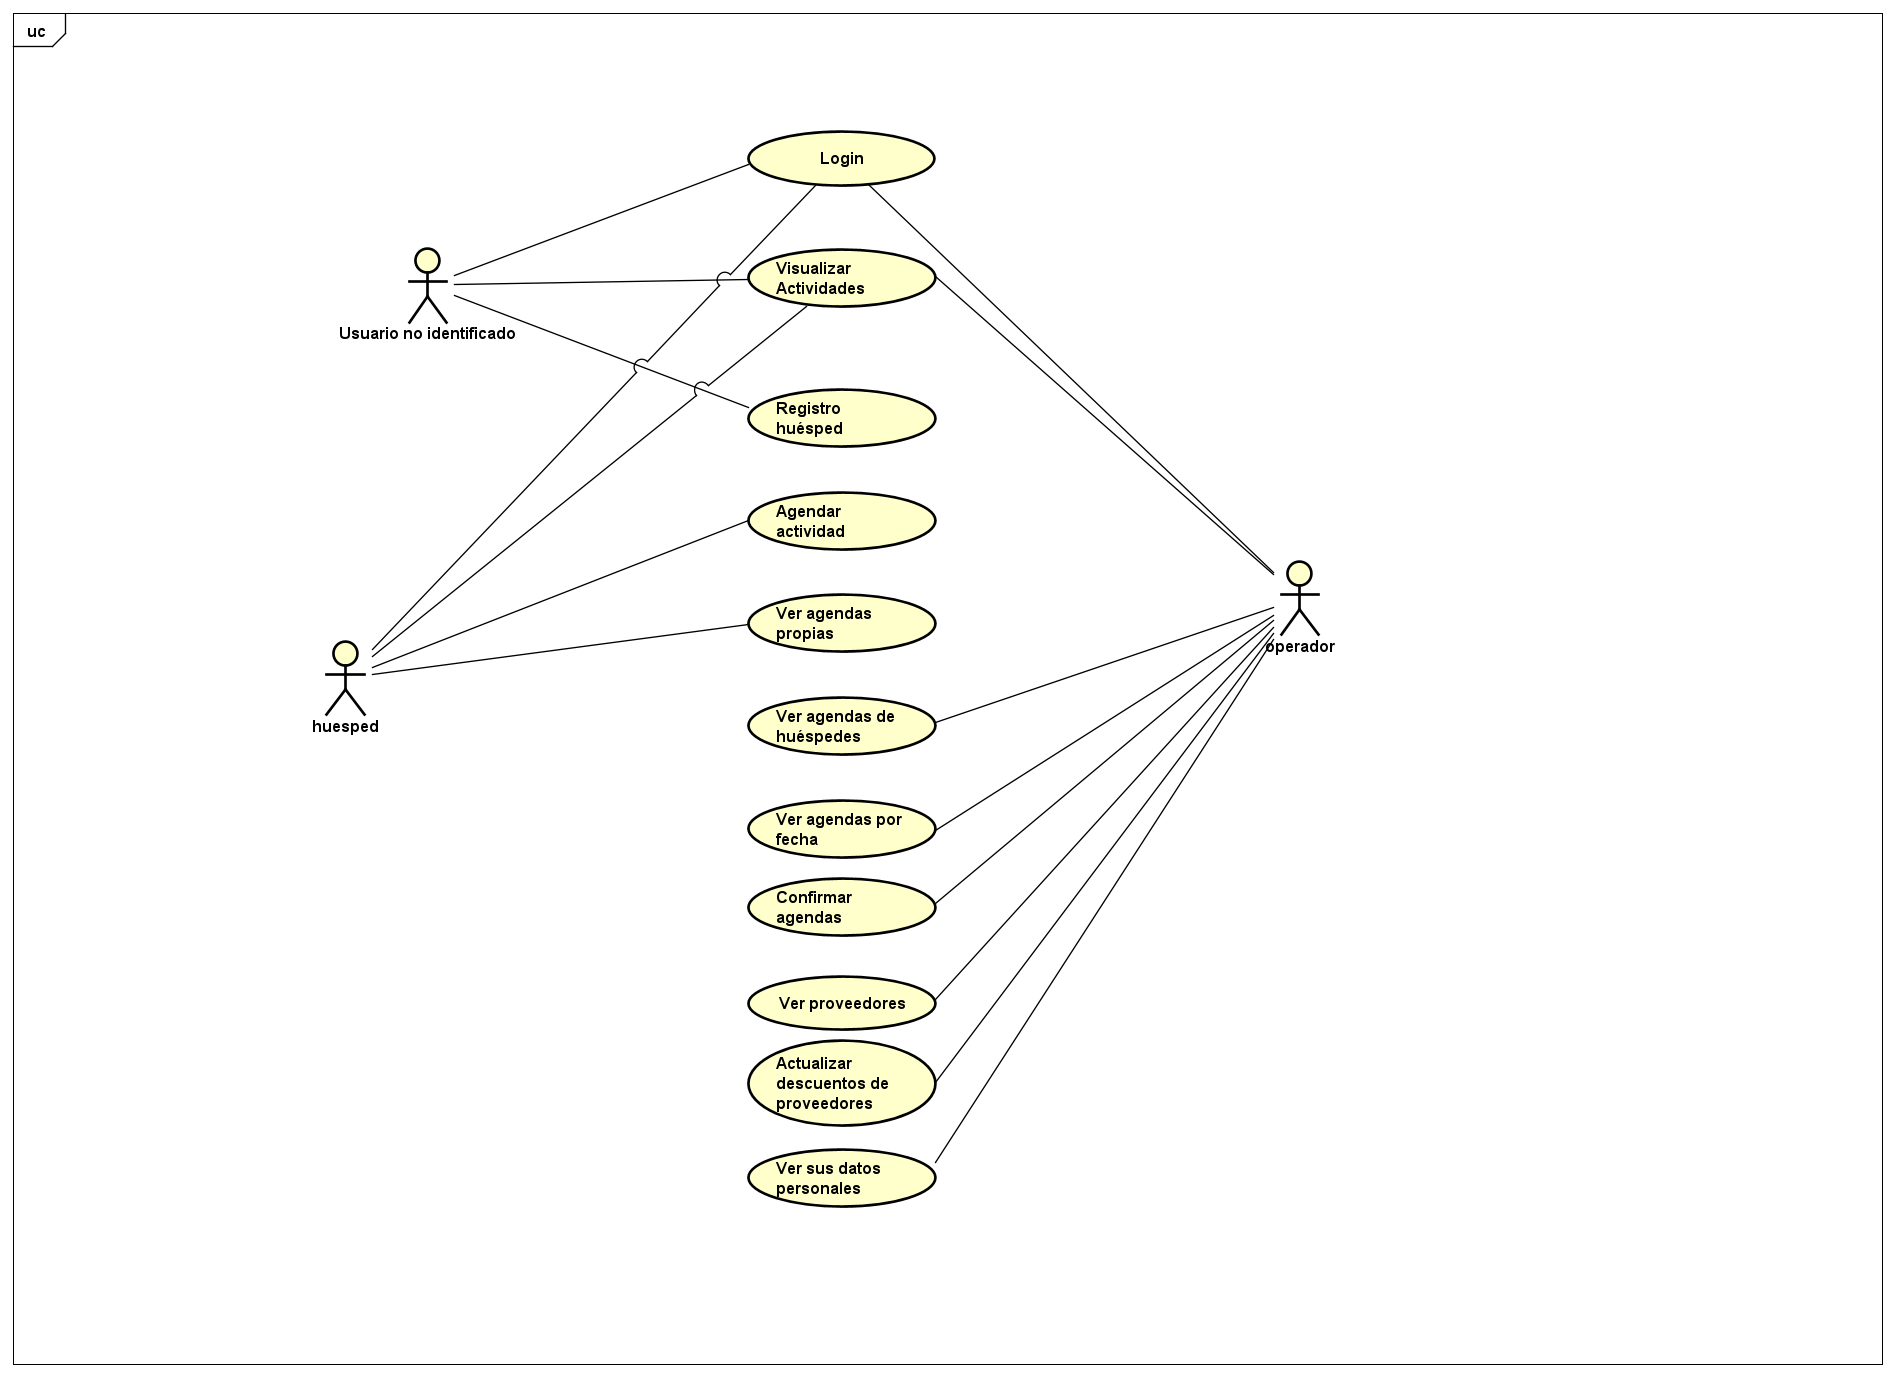 uc
Login
Visualizar
Actividades
Usuario no identificado
Registro
huésped
Agendar
actividad
Ver agendas
propias
operador
huesped
Ver agendas de
huéspedes
Ver agendas por
fecha
Confirmar
agendas
Ver proveedores
Actualizar
descuentos de
proveedores
Ver sus datos
personales